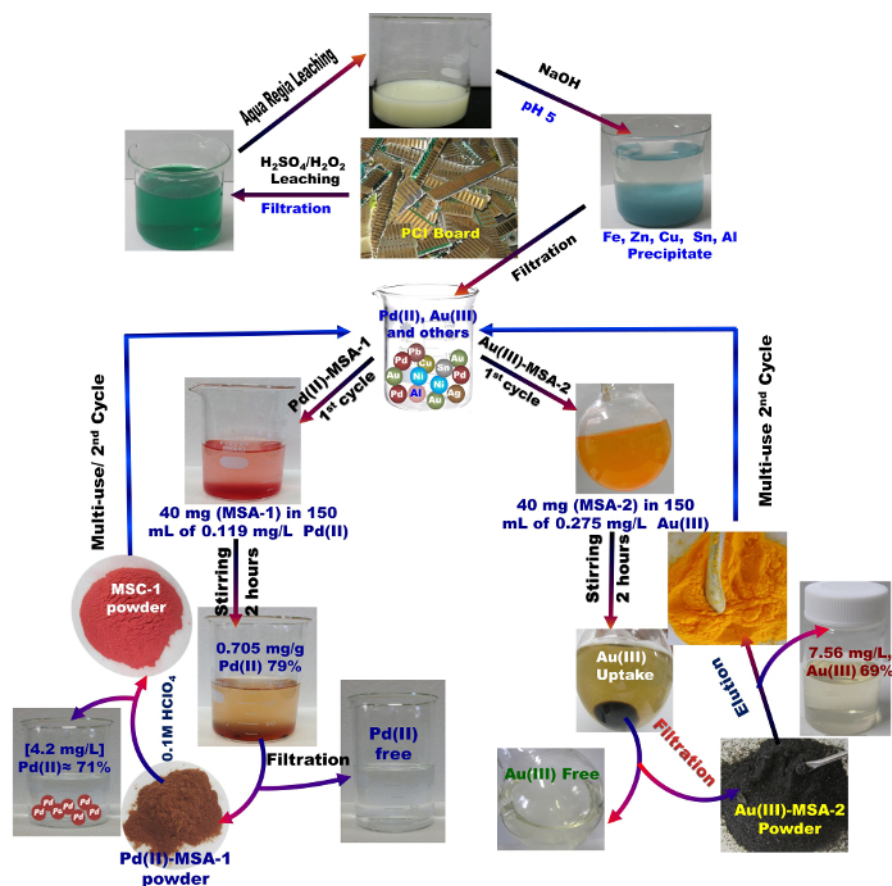 Aqua Regia Leaching
NaOH
pH 5
H₂SO₄/H₂O₂
Leaching
Filtration
PCI Board
Fe, Zn, Cu, Sn, Al
Precipitate
Filtration
Pd(II), Au(III)
and others
Pb
Cu
Au
Pd
Sn
Au
Ni
Pd
Ni
Pd
Al
Au
Ag
Pd(II)-MSA-1
1st cycle
Au(III)-MSA-2
1st cycle
Multi-use/ 2nd Cycle
Multi-use 2nd Cycle
40 mg (MSA-1) in 150
mL of 0.119 mg/L Pd(II)
40 mg (MSA-2) in 150
mL of 0.275 mg/L Au(III)
Stirring
2 hours
Stirring
2 hours
MSC-1
powder
0.705 mg/g
Pd(II) 79%
Au(III)
Uptake
7.56 mg/L,
Au(III) 69%
0.1M HClO₄
Elution
[4.2 mg/L]
Pd(II)≈ 71%
Pd
Pd
Pd
Pd
Pd
Pd
Filtration
Pd(II)
free
Filtration
Au(III) Free
Au(III)-MSA-2
Powder
Pd(II)-MSA-1
powder